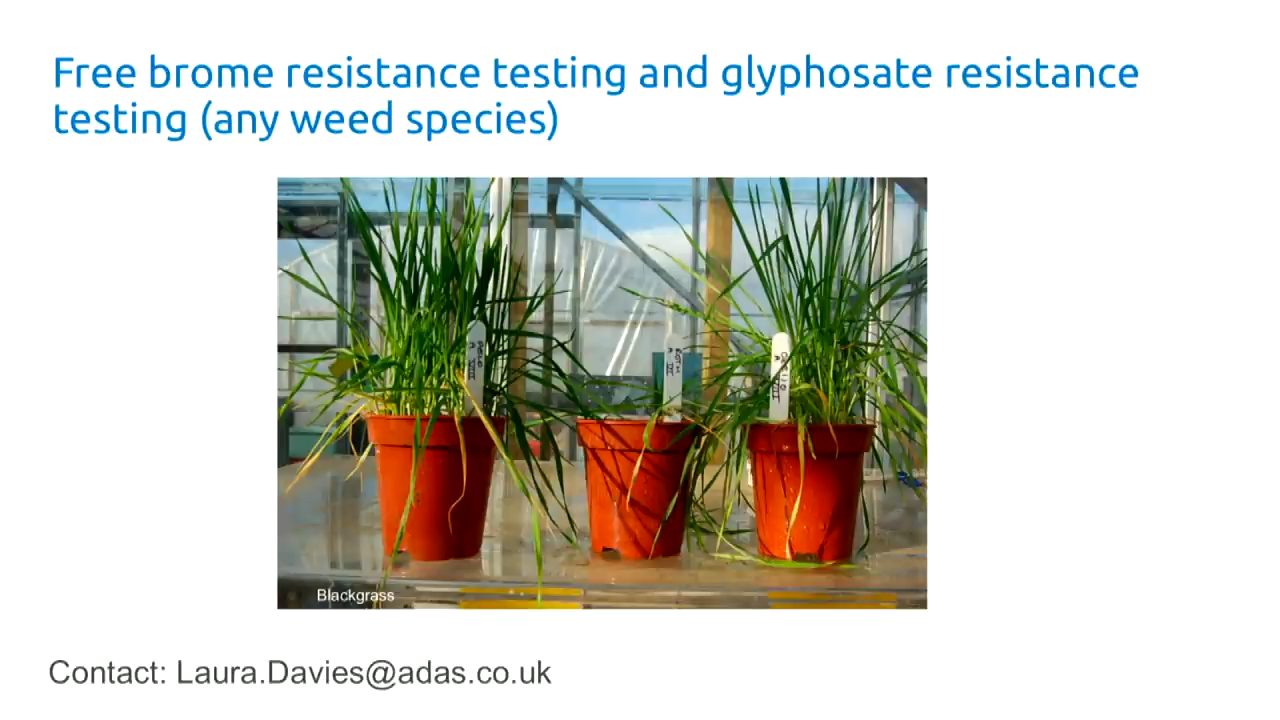 Free brome resistance testing and glyphosate resistance
testing (any weed species)
Blackgrass
Contact: Laura.Davies@adas.co.uk